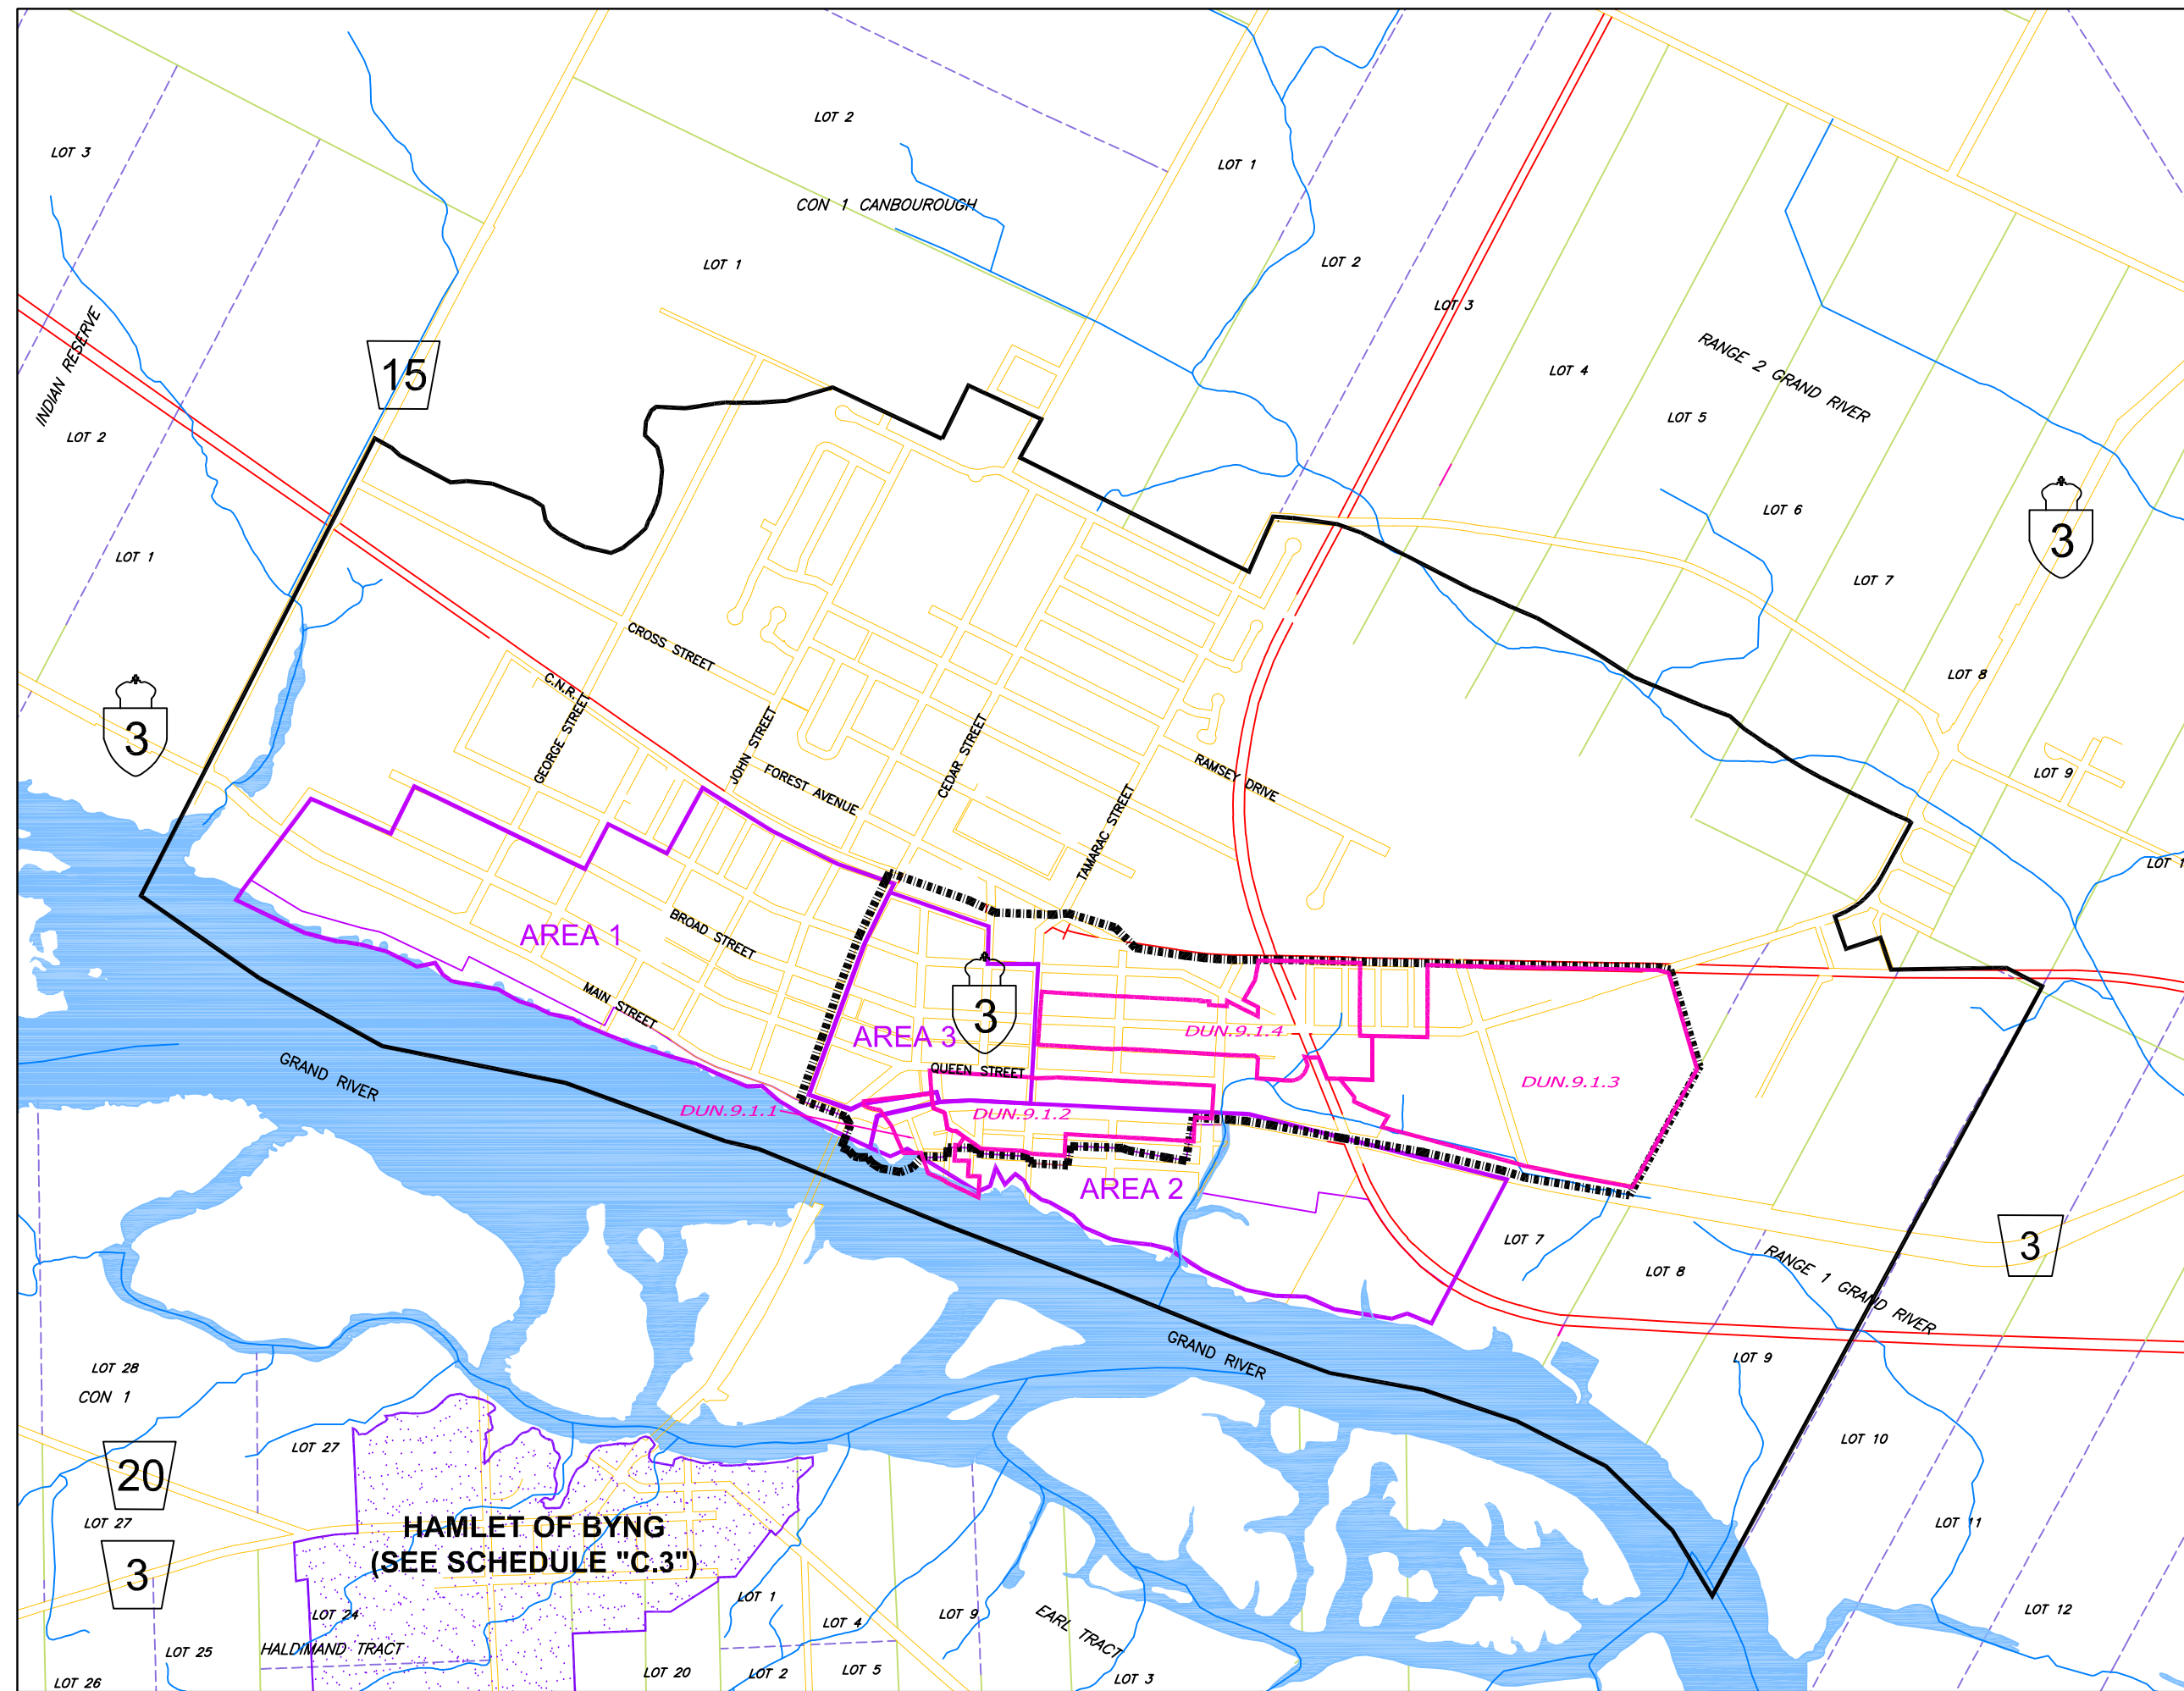 LOT 2
LOT 3
LOT 1
CON 1 CANBOUROUGH
LOT 1
LOT 2
LOT 3
INDIAN RESERVE
15
LOT 4
RANGE 2 GRAND RIVER
LOT 5
LOT 2
LOT 6
3
LOT 1
LOT 7
CROSS STREET
LOT 8
C.N.R.
3
GEORGE STREET
JOHN STREET
CEDAR STREET
FOREST AVENUE
RAMSEY DRIVE
LOT 9
TAMARAC STREET
LOT 1
BROAD STREET
AREA 1
MAIN STREET
3
AREA 3
DUN.9.1.4
QUEEN STREET
GRAND RIVER
DUN.9.1.3
DUN.9.1.1
DUN.9.1.2
AREA 2
LOT 7
3
LOT 8
RANGE 1 GRAND RIVER
GRAND RIVER
LOT 9
LOT 28
CON 1
LOT 27
LOT 10
20
LOT 27
HAMLET OF BYNG
(SEE SCHEDULE "C.3")
LOT 11
3
LOT 1
LOT 24
LOT 4
LOT 9
EARL TRACT
LOT 12
LOT 25
HALDIMAND TRACT
LOT 20
LOT 2
LOT 5
LOT 3
LOT 26